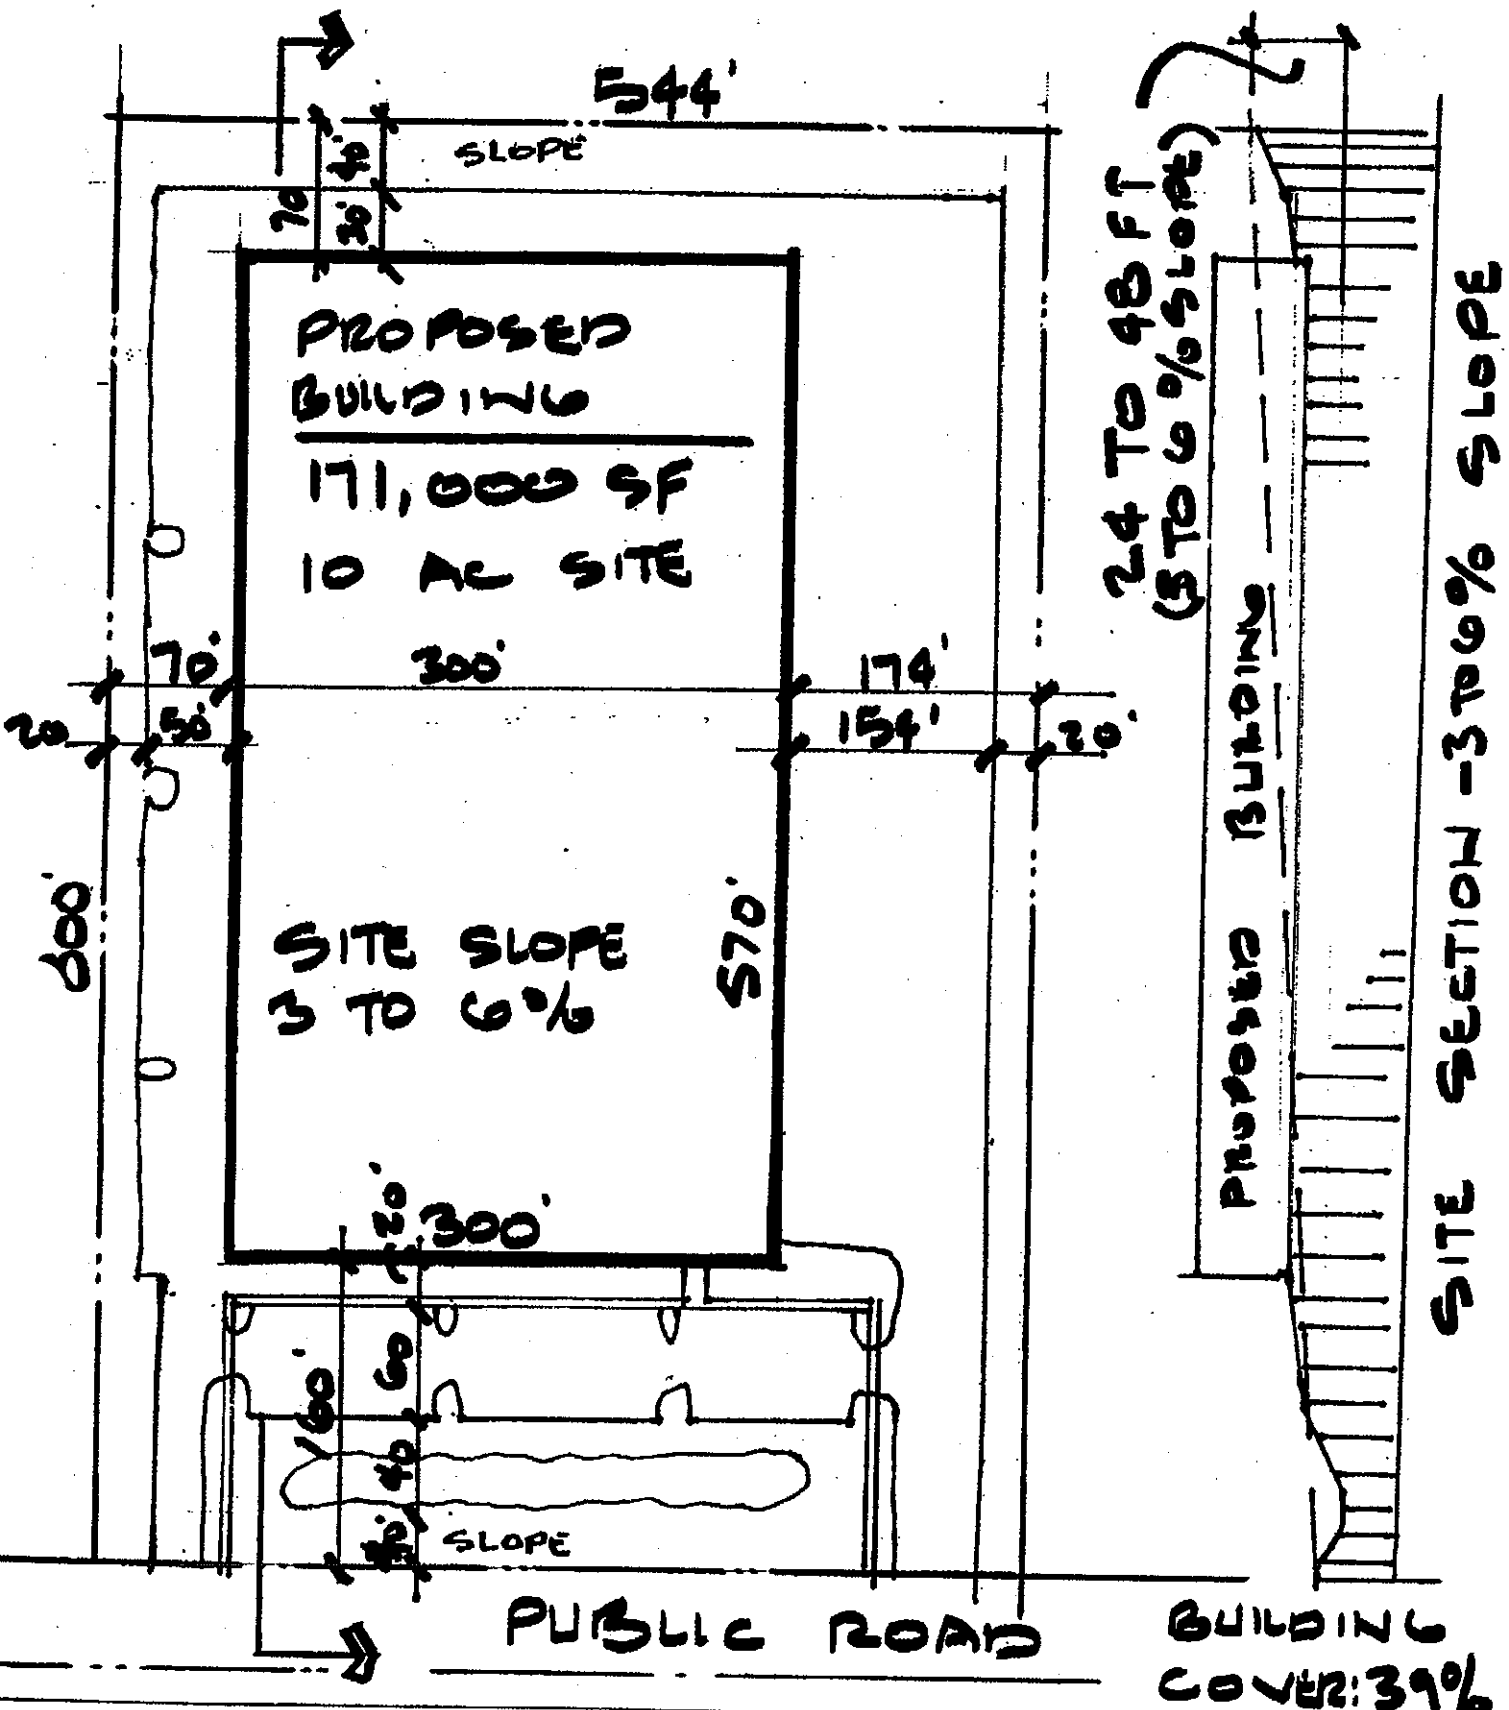 544'
SLOPE
70'
40'
30'
PROPOSED
BUILDING
171,000 SF
10 AC SITE
70'
300'
174'
20
50'
154'
20'
800'
SITE SLOPE
3 TO 6%
570'
20'
300'
160'
60
40
SLOPE
PUBLIC ROAD
24 TO 48 FT
(3 TO 6% SLOPE)
PROPOSED BUILDING
SITE SECTION - 3 TO 6% SLOPE
BUILDING
COVER: 39%